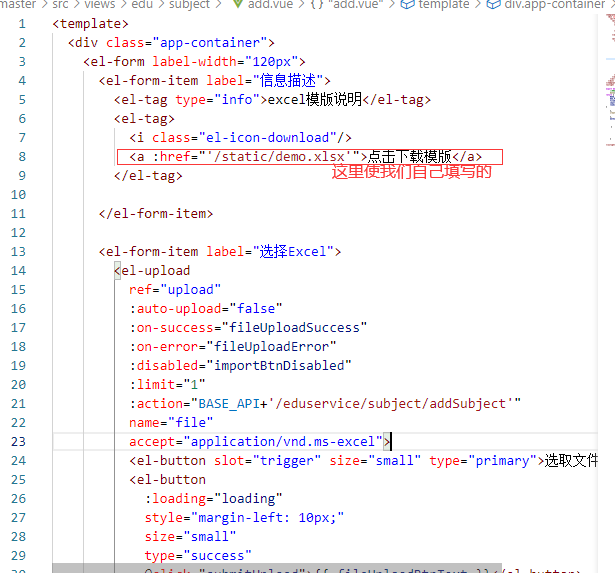 master > src > views > edu > subject > add.vue > {} "add.vue" > template > div.app-container >
1 <template>
2 <div class="app-container">
3 <el-form label-width="120px">
4 <el-form-item label="信息描述">
5 <el-tag type="info">excel模版说明</el-tag>
6 <el-tag>
7 <i class="el-icon-download"/>
8 <a :href="'/static/demo.xlsx'">点击下载模版</a>
这里使我们自己填写的
9 </el-tag>
10
11 </el-form-item>
12
13 <el-form-item label="选择Excel">
14 <el-upload
15 ref="upload"
16 :auto-upload="false"
17 :on-success="fileUploadSuccess"
18 :on-error="fileUploadError"
19 :disabled="importBtnDisabled"
20 :limit="1"
21 :action="BASE_API+'/eduservice/subject/addSubject'"
22 name="file"
23 accept="application/vnd.ms-excel">
24 <el-button slot="trigger" size="small" type="primary">选取文件
25 <el-button
26 :loading="loading"
27 style="margin-left: 10px;"
28 size="small"
29 type="success"